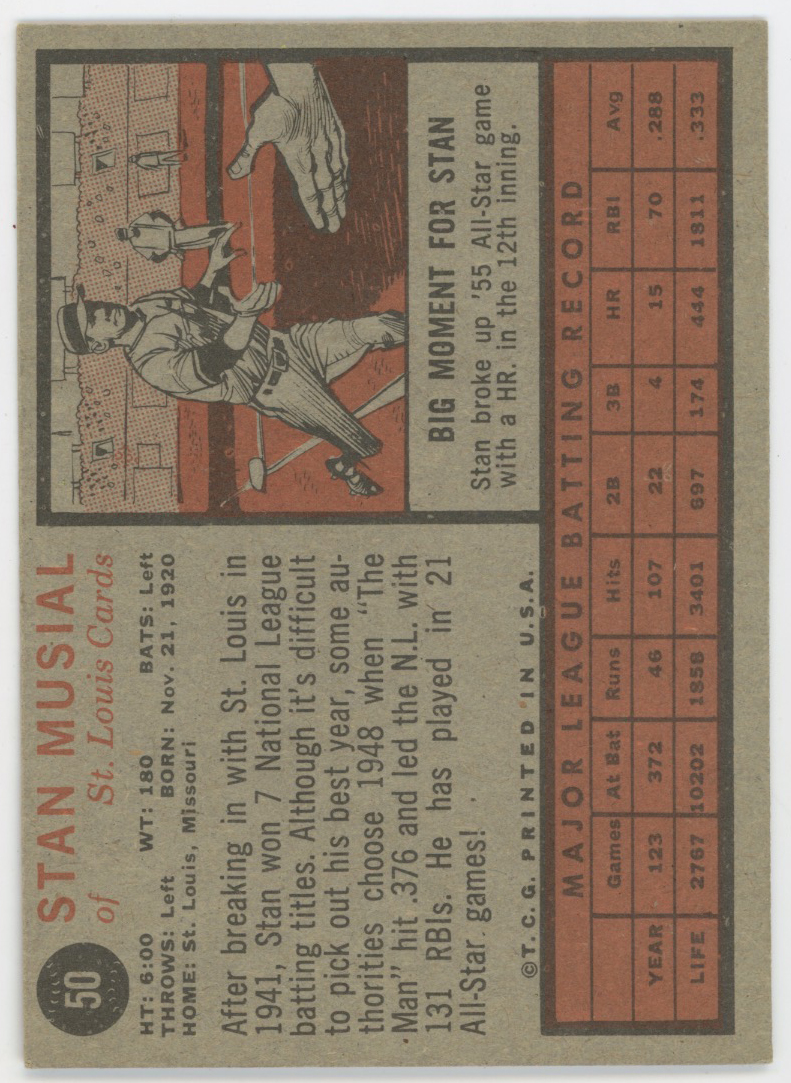 50
STAN MUSIAL
of St. Louis Cards
HT: 6:00 WT: 180 BATS: Left
THROWS: Left BORN: Nov. 21, 1920
HOME: St. Louis, Missouri
After breaking in with St. Louis in
1941, Stan won 7 National League
batting titles. Although it's difficult
to pick out his best year, some au-
thorities choose 1948 when "The
Man" hit .376 and led the N.L. with
131 RBIs. He has played in 21
All-Star games!
©T.C.G. PRINTED IN U.S.A.
BIG MOMENT FOR STAN
Stan broke up '55 All-Star game
with a HR. in the 12th inning.
MAJOR LEAGUE BATTING RECORD
Games At Bat Runs Hits 2B 3B HR RBI Avg
YEAR 123 372 46 107 22 4 15 70 .288
LIFE 2767 10202 1858 3401 697 174 444 1811 .333